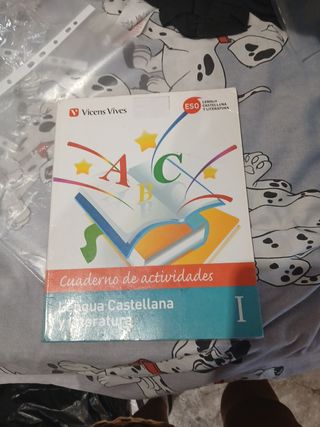 Vicens Vives
ESO
LENGUA
CASTELLANA
Y LITERATURA
A
B
C
Cuaderno de actividades
Lengua Castellana
y Literatura
I